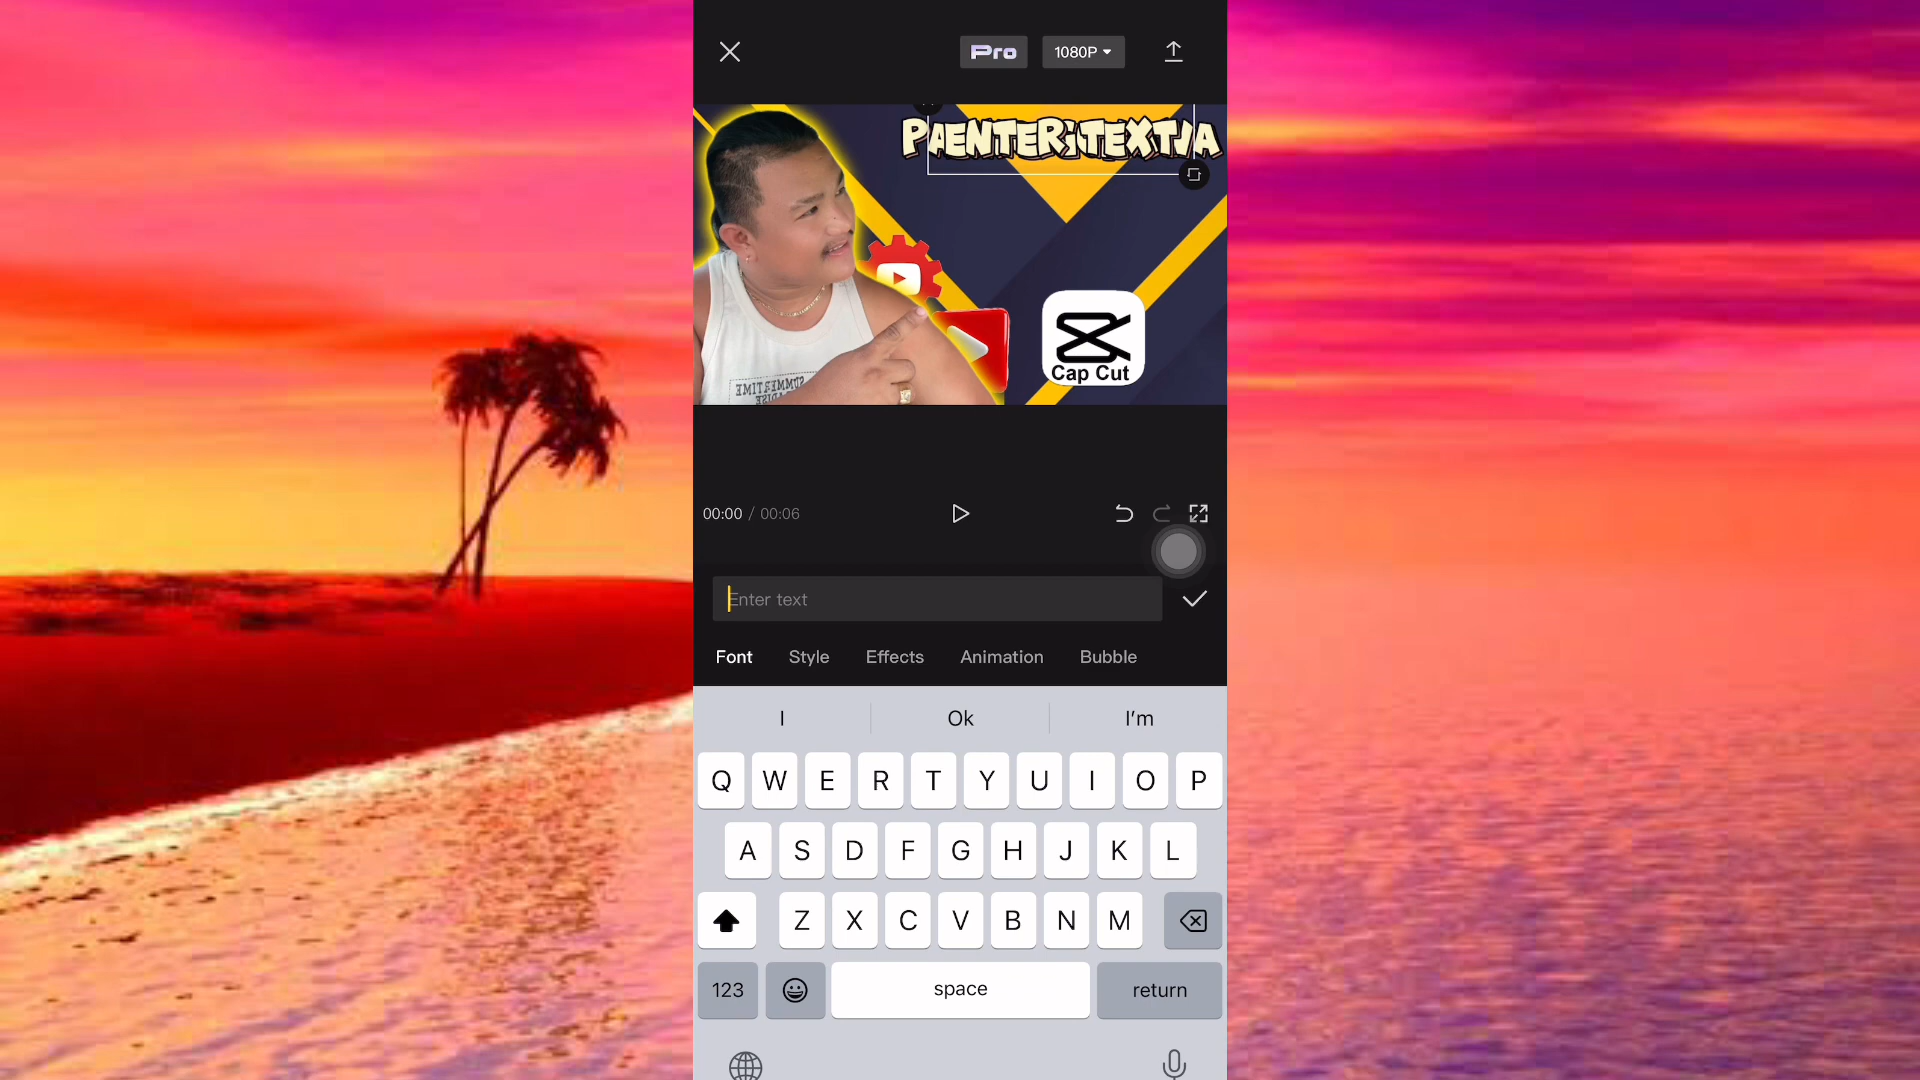 Pro 1080P
Cap Cut
00:00 / 00:06
Enter text
Font Style Effects Animation Bubble
I Ok I'm
Q W E R T Y U I O P
A S D F G H J K L
Z X C V B N M
123 space return